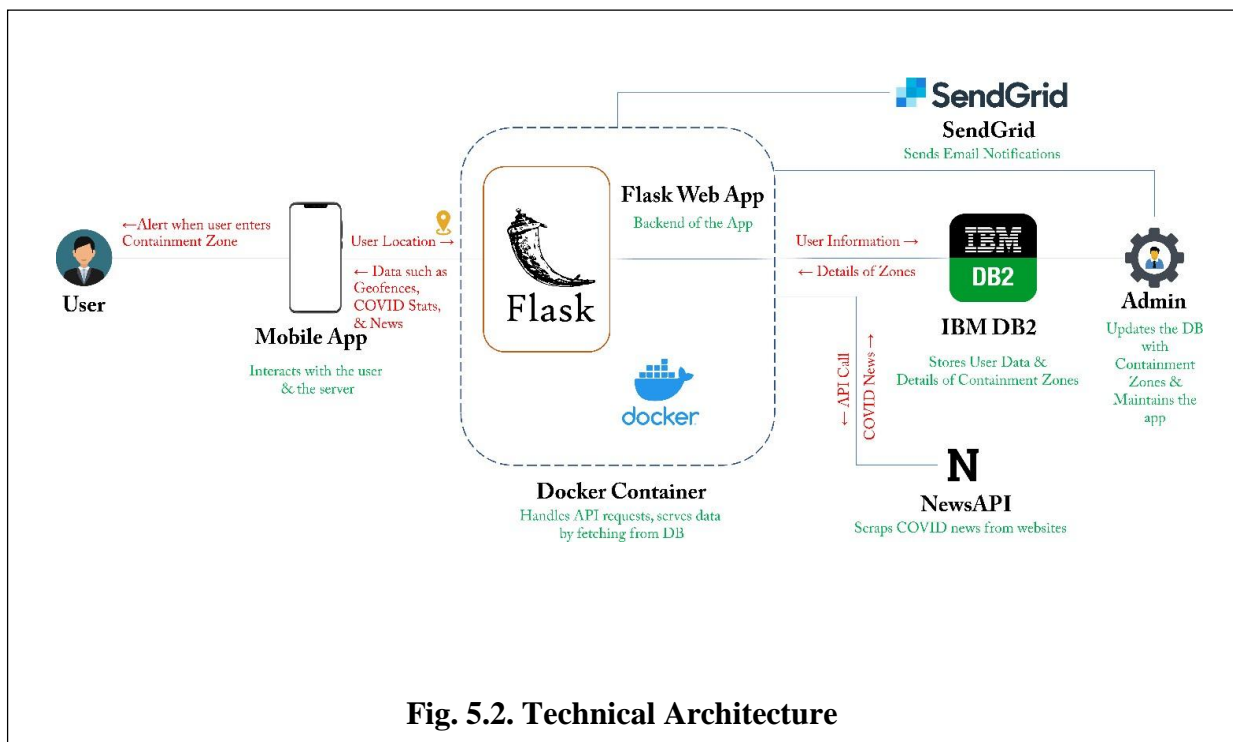 SendGrid
SendGrid
Sends Email Notifications
←Alert when user enters
Containment Zone
User
Mobile App
Interacts with the user
& the server
User Location→
← Data such as
Geofences,
COVID Stats,
& News
Flask
Flask Web App
Backend of the App
docker
Docker Container
Handles API requests, serves data
by fetching from DB
User Information →
← Details of Zones
IBM
DB2
IBM DB2
Stores User Data &
Details of Containment Zones
Admin
Updates the DB
with
Containment
Zones &
Maintains the
app
← API Call
COVID News→
N
NewsAPI
Scraps COVID news from websites
Fig. 5.2. Technical Architecture